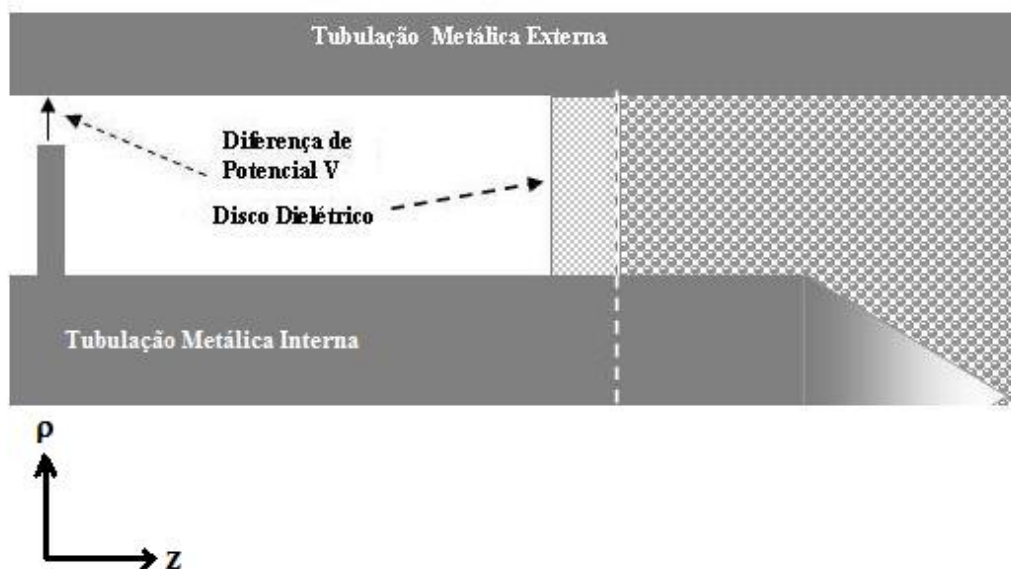 Tubulação Metálica Externa
Diferença de
Potencial V
Disco Dielétrico
Tubulação Metálica Interna
ρ
Z